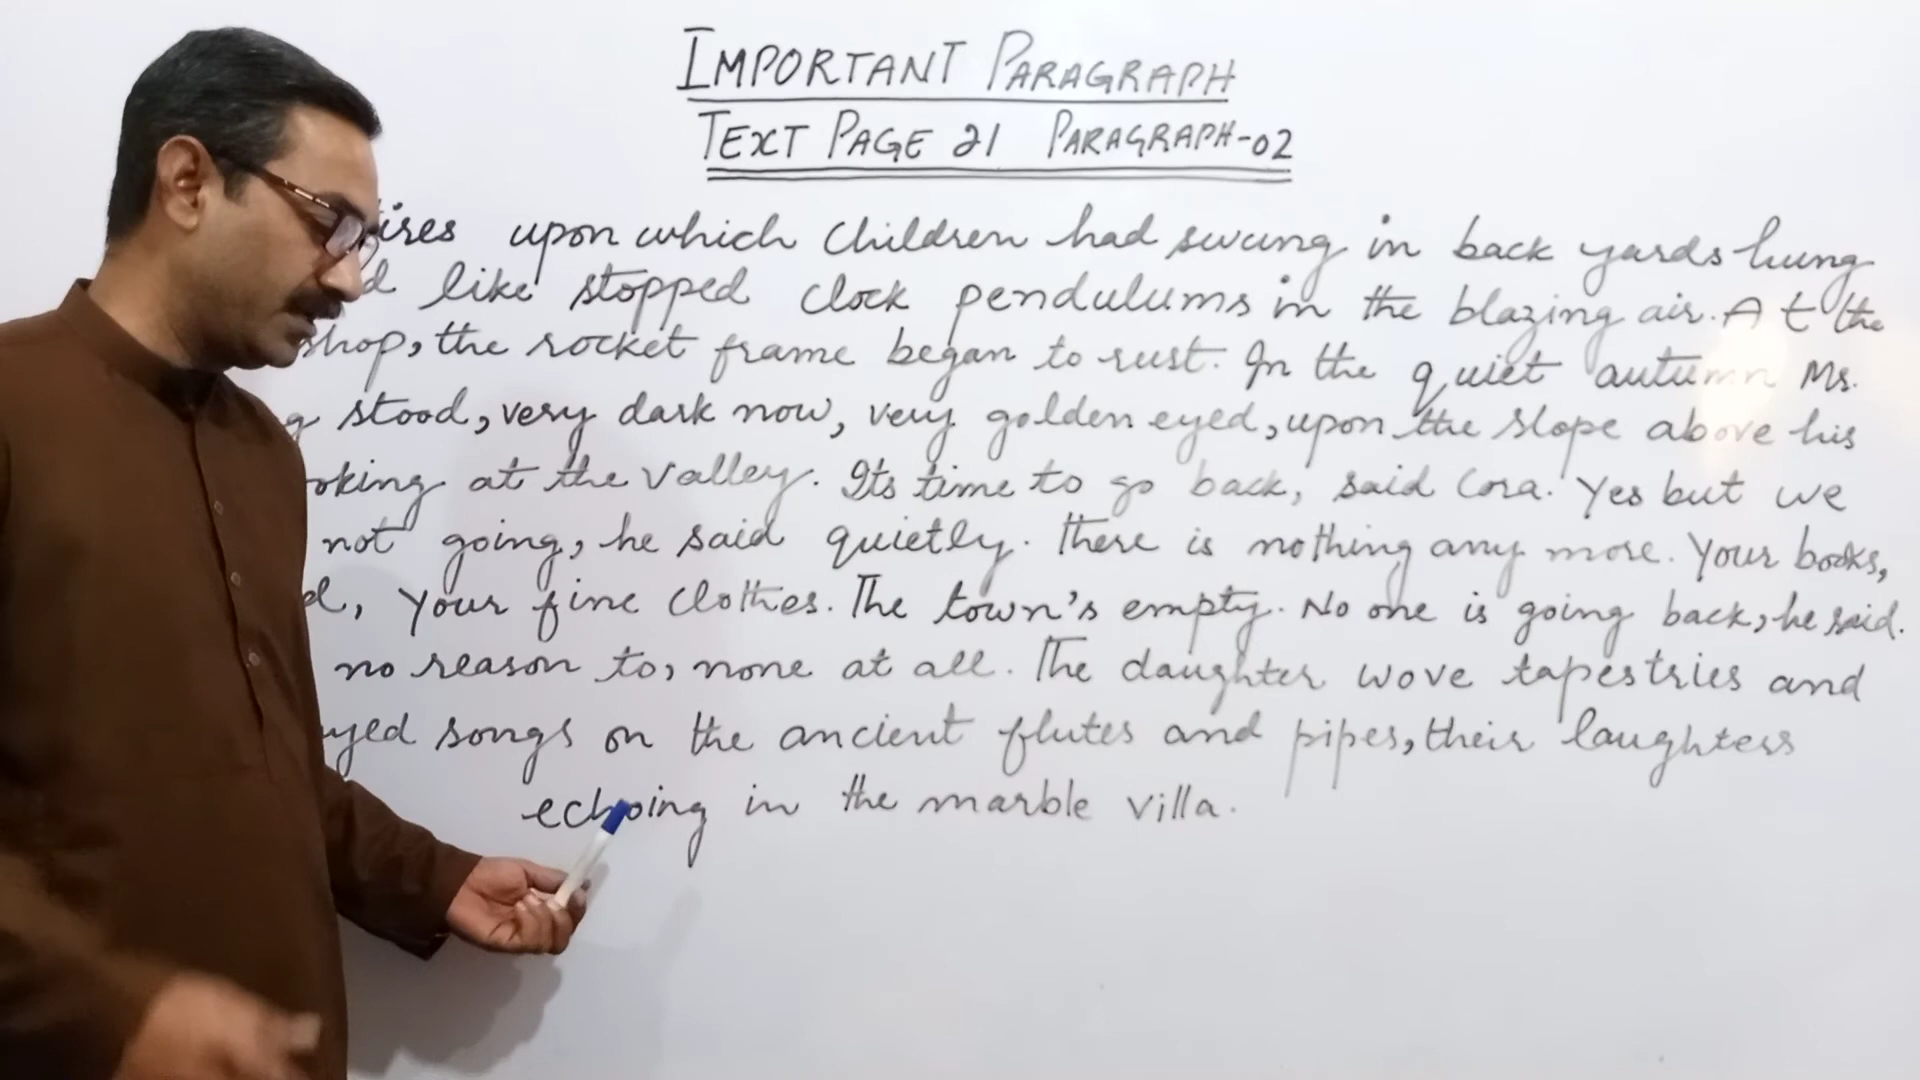 IMPORTANT PARAGRAPH
TEXT PAGE 21 PARAGRAPH-02
upon which children had swung in back yards hung
like stopped clock pendulums in the blazing air. At the
shop, the rocket frame began to rust. In the quiet autumn Mr.
stood, very dark now, very golden eyed, upon the slope above his
at the valley. Its time to go back, said Cora. Yes but we
not going, he said quietly. There is nothing any more. Your books,
your fine clothes. The town's empty. No one is going back, he said.
no reason to, none at all. The daughter wove tapestries and
songs on the ancient flutes and pipes, their laughters
echoing in the marble villa.